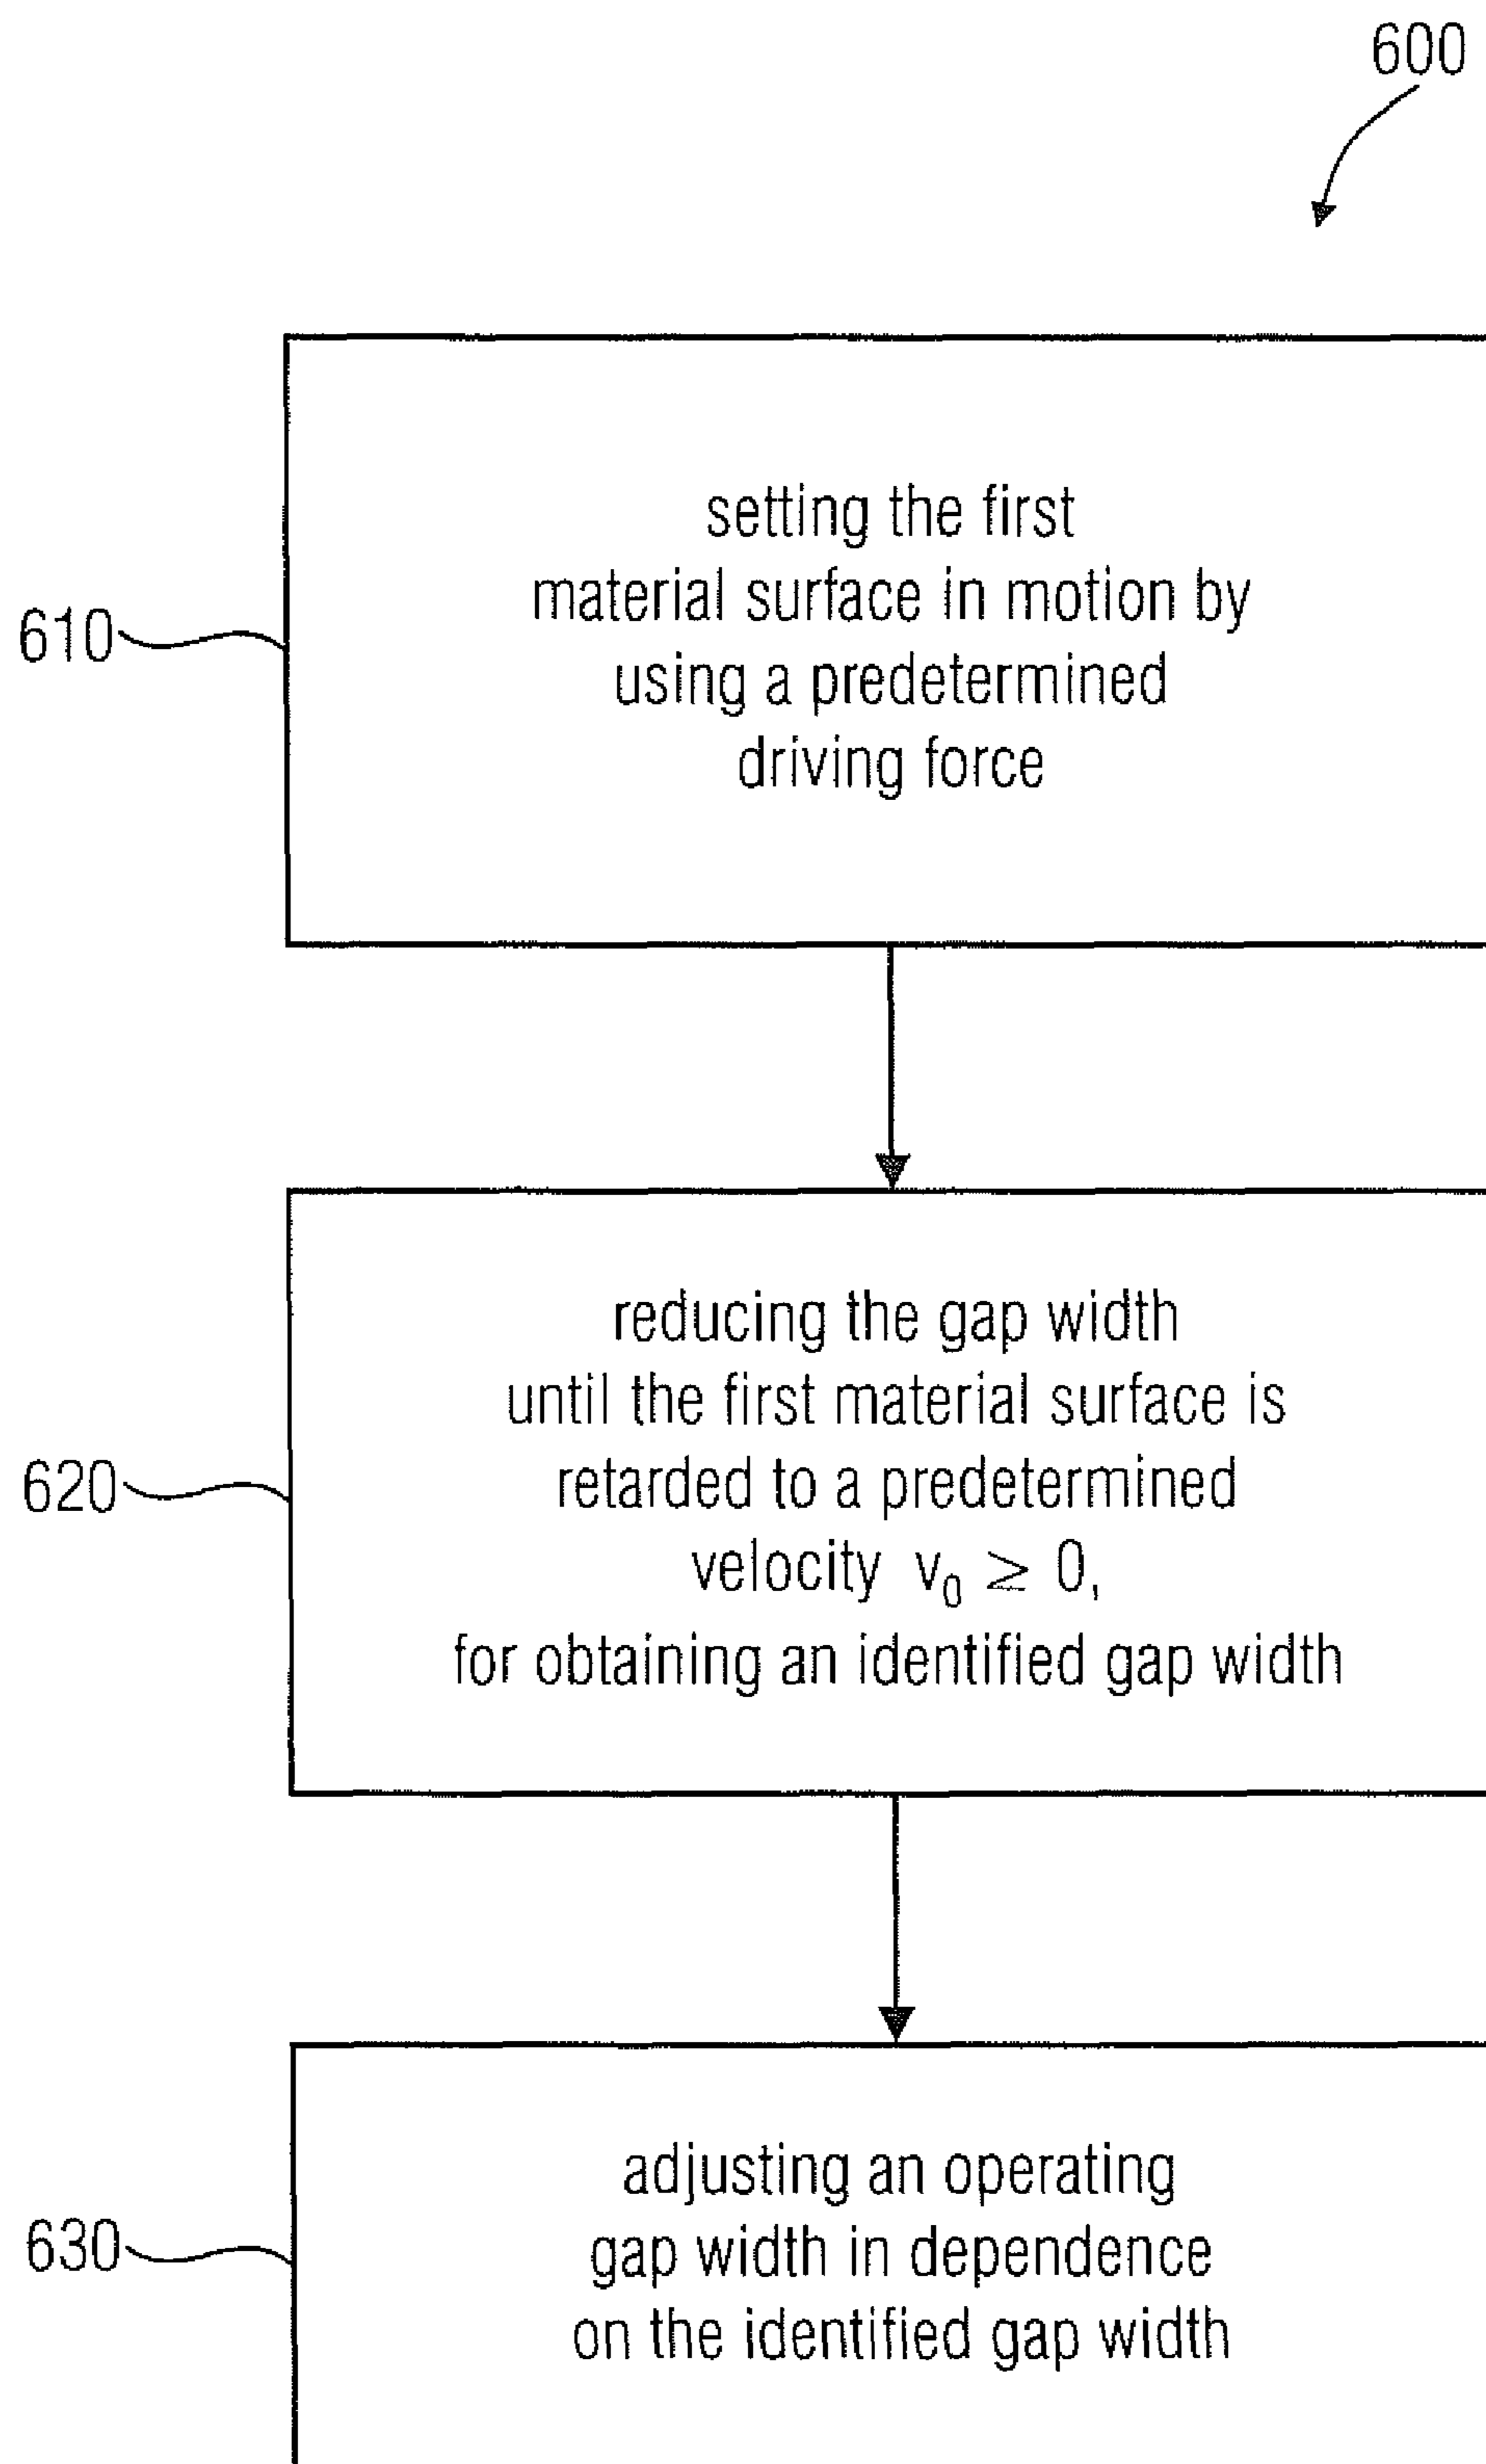 600
setting the first
material surface in motion by
using a predetermined
driving force
610
reducing the gap width
until the first material surface is
retarded to a predetermined
velocity v₀ ≥ 0,
for obtaining an identified gap width
620
adjusting an operating
gap width in dependence
on the identified gap width
630